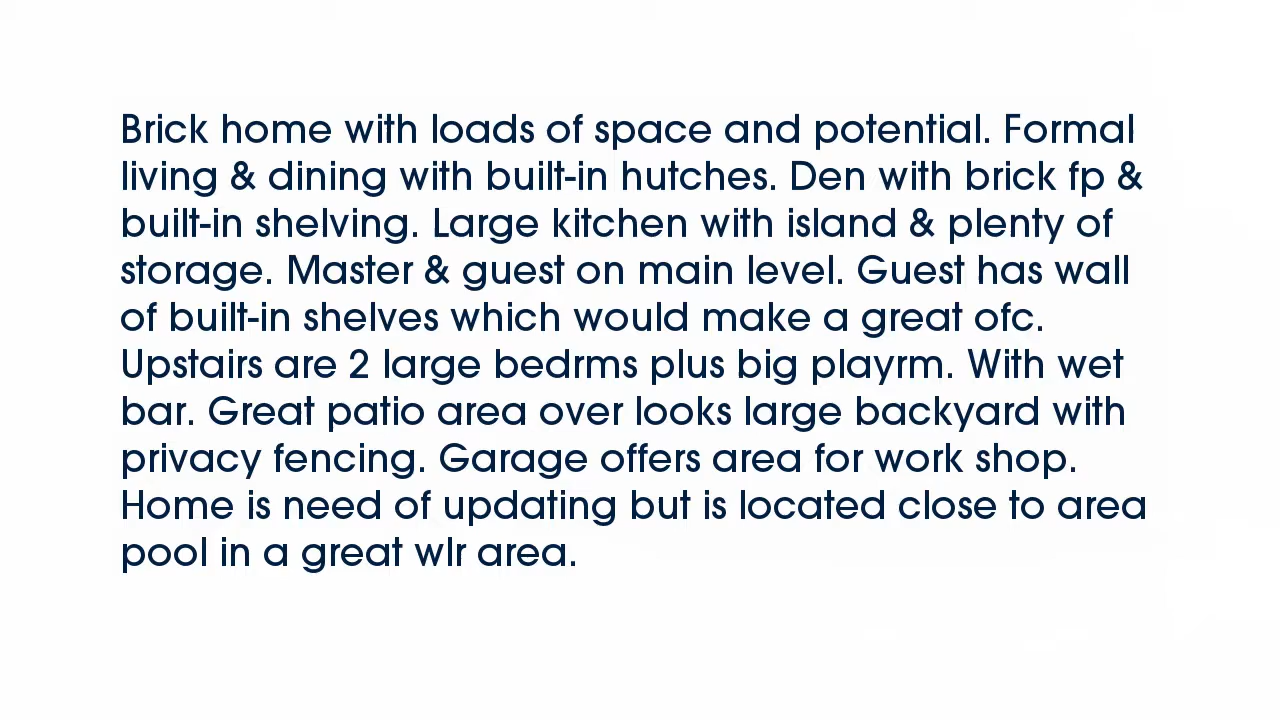 Brick home with loads of space and potential. Formal
living & dining with built-in hutches. Den with brick fp &
built-in shelving. Large kitchen with island & plenty of
storage. Master & guest on main level. Guest has wall
of built-in shelves which would make a great ofc.
Upstairs are 2 large bedrms plus big playrm. With wet
bar. Great patio area over looks large backyard with
privacy fencing. Garage offers area for work shop.
Home is need of updating but is located close to area
pool in a great wlr area.